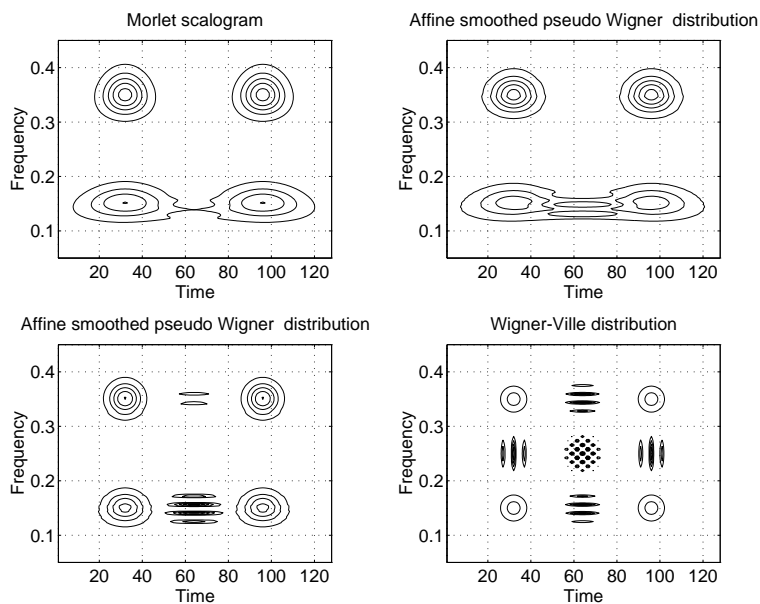 Morlet scalogram
0.4
0.3
0.2
0.1
Frequency
20 40 60 80 100 120
Time
Affine smoothed pseudo Wigner distribution
0.4
0.3
0.2
0.1
Frequency
20 40 60 80 100 120
Time
Affine smoothed pseudo Wigner distribution
0.4
0.3
0.2
0.1
Frequency
20 40 60 80 100 120
Time
Wigner-Ville distribution
0.4
0.3
0.2
0.1
Frequency
20 40 60 80 100 120
Time